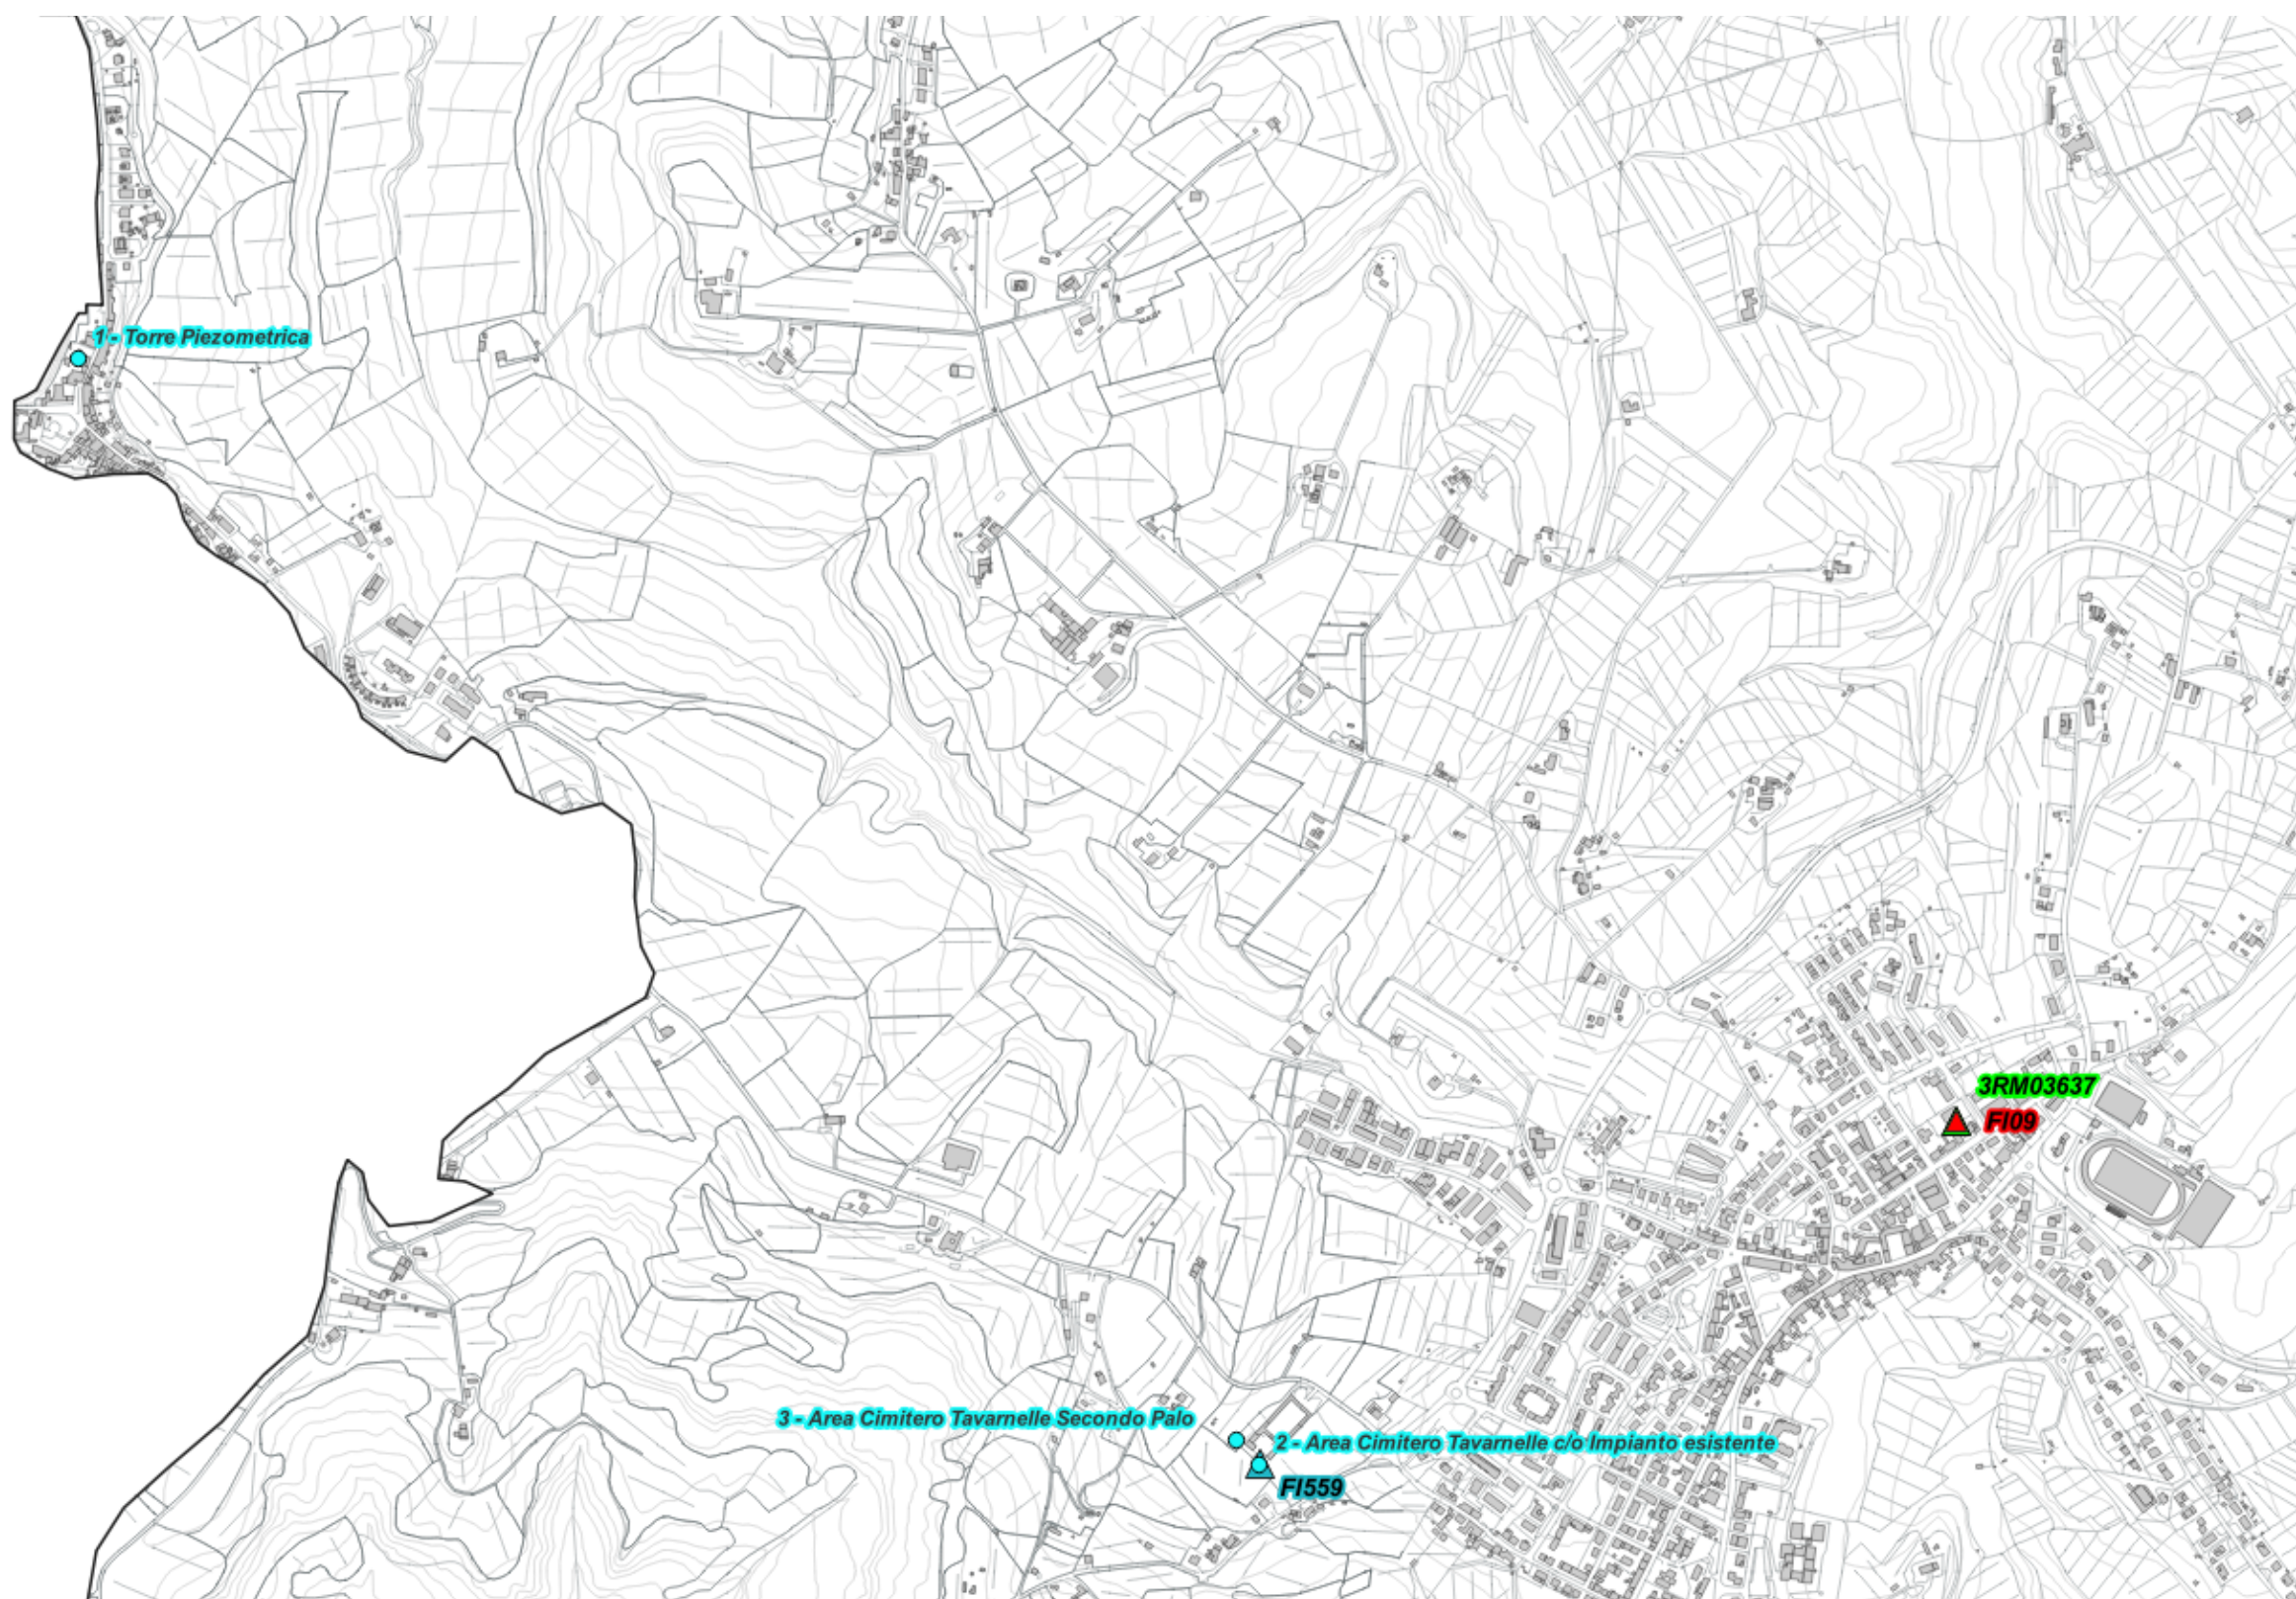 1 - Torre Piezometrica
3RM03637
FI09
3 - Area Cimitero Tavarnelle Secondo Palo
2 - Area Cimitero Tavarnelle c/o Impianto esistente
FI559